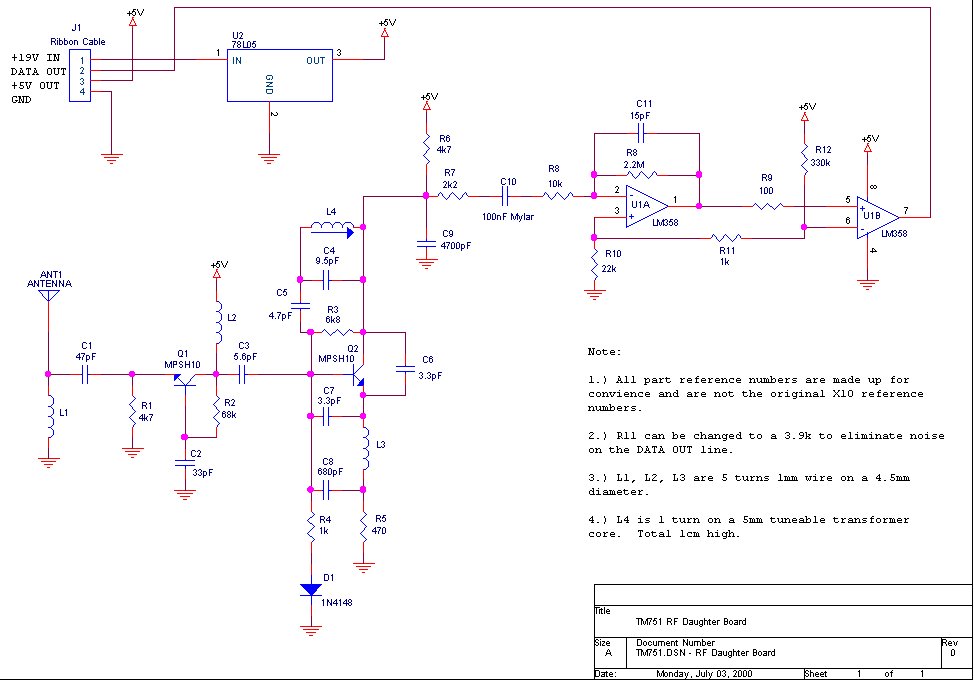 J1
Ribbon Cable
+19V IN
DATA OUT
+5V OUT
GND
1
2
3
4
+5V
U2
78L05
1
IN
OUT
3
GND
2
+5V
+5V
R6
4k7
R7
2k2
C10
100nF Mylar
R8
10k
C9
4700pF
C11
15pF
R8
2.2M
2
-
3
+
U1A
1
LM358
R10
22k
R9
100
R11
1k
+5V
R12
330k
+5V
8
5
+
6
-
U1B
7
LM358
4
ANT1
ANTENNA
C1
47pF
L1
R1
4k7
Q1
MPSH10
C2
33pF
+5V
L2
R2
68k
C3
5.6pF
L4
C4
9.5pF
C5
4.7pF
R3
6k8
Q2
MPSH10
C6
3.3pF
C7
3.3pF
L3
C8
680pF
R4
1k
R5
470
D1
1N4148
Note:
1.) All part reference numbers are made up for
convience and are not the original X10 reference
numbers.
2.) R11 can be changed to a 3.9k to eliminate noise
on the DATA OUT line.
3.) L1, L2, L3 are 5 turns 1mm wire on a 4.5mm
diameter.
4.) L4 is 1 turn on a 5mm tuneable transformer
core.  Total 1cm high.
Title
TM751 RF Daughter Board
Size
A
Document Number
TM751.DSN - RF Daughter Board
Rev
0
Date:
Monday, July 03, 2000
Sheet
1
of
1